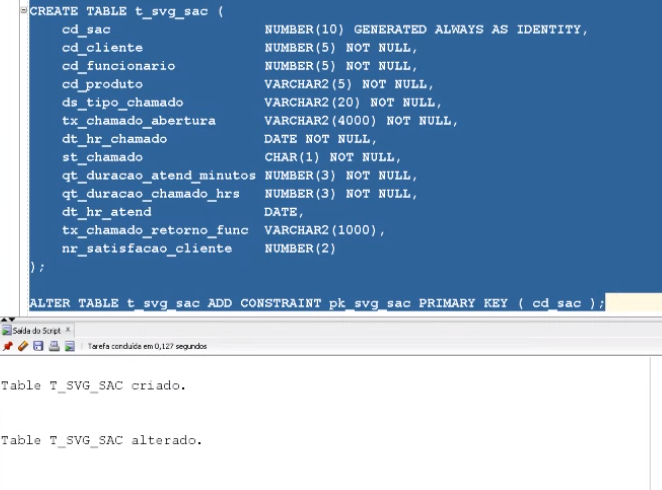 CREATE TABLE t_svg_sac (
cd_sac NUMBER(10) GENERATED ALWAYS AS IDENTITY,
cd_cliente NUMBER(5) NOT NULL,
cd_funcionario NUMBER(5) NOT NULL,
cd_produto VARCHAR2(5) NOT NULL,
ds_tipo_chamado VARCHAR2(20) NOT NULL,
tx_chamado_abertura VARCHAR2(4000) NOT NULL,
dt_hr_chamado DATE NOT NULL,
st_chamado CHAR(1) NOT NULL,
qt_duracao_atend_minutos NUMBER(3) NOT NULL,
qt_duracao_chamado_hrs NUMBER(3) NOT NULL,
dt_hr_atend DATE,
tx_chamado_retorno_func VARCHAR2(1000),
nr_satisfacao_cliente NUMBER(2)
);
ALTER TABLE t_svg_sac ADD CONSTRAINT pk_svg_sac PRIMARY KEY ( cd_sac );
Saída do Script ×
Tarefa concluída em 0,127 segundos
Table T_SVG_SAC criado.
Table T_SVG_SAC alterado.